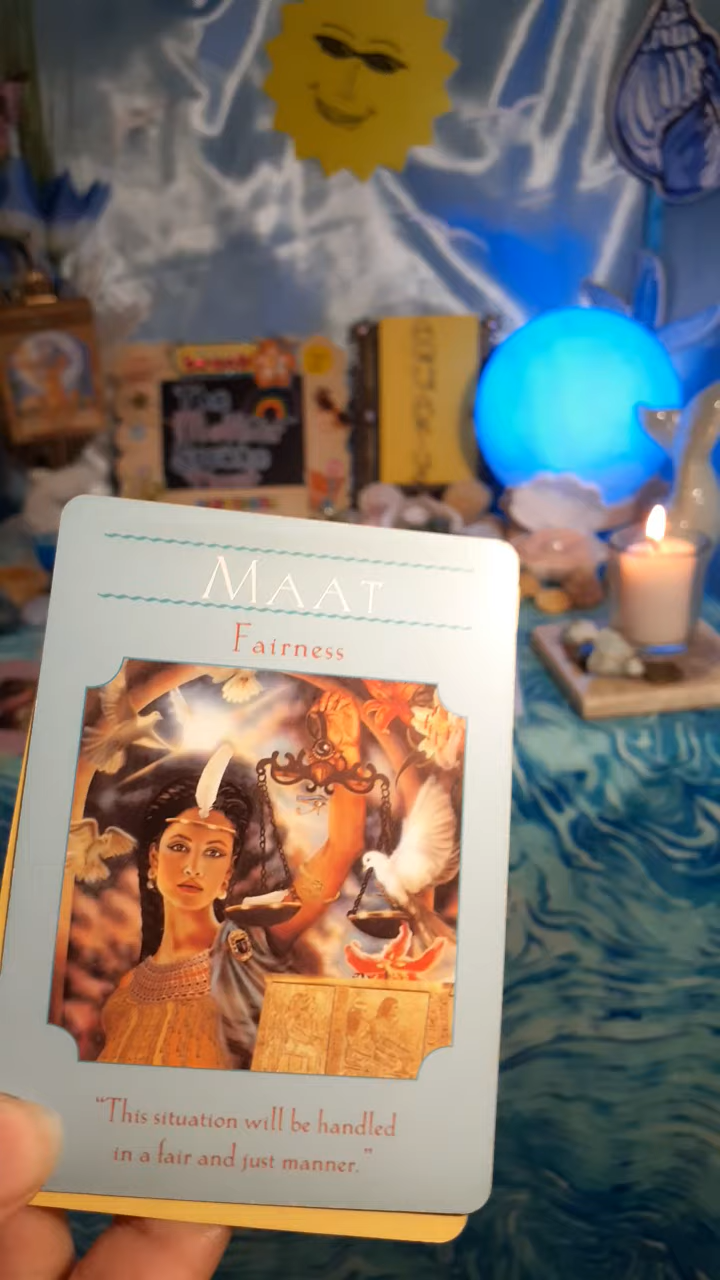 MAAT
Fairness
"This situation will be handled
in a fair and just manner."